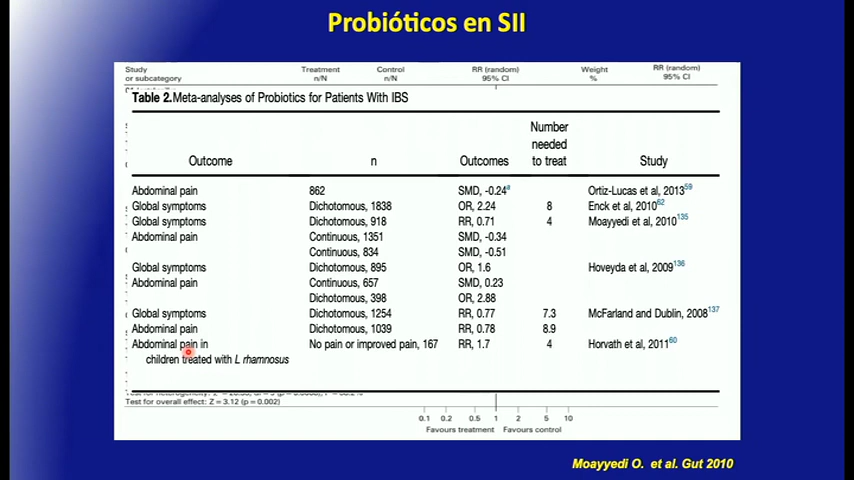 Probióticos en SII
Study Treatment Control RR (random) Weight RR (random)
or subcategory n/N n/N 95% CI % 95% CI
Table 2. Meta-analyses of Probiotics for Patients With IBS
Number
needed
Outcome n Outcomes to treat Study
Abdominal pain 862 SMD, -0.24a Ortiz-Lucas et al, 201359
Global symptoms Dichotomous, 1838 OR, 2.24 8 Enck et al, 201062
Global symptoms Dichotomous, 918 RR, 0.71 4 Moayyedi et al, 2010135
Abdominal pain Continuous, 1351 SMD, -0.34
Continuous, 834 SMD, -0.51
Global symptoms Dichotomous, 895 OR, 1.6 Hoveyda et al, 2009136
Abdominal pain Continuous, 657 SMD, 0.23
Dichotomous, 398 OR, 2.88
Global symptoms Dichotomous, 1254 RR, 0.77 7.3 McFarland and Dublin, 2008137
Abdominal pain Dichotomous, 1039 RR, 0.78 8.9
Abdominal pain in No pain or improved pain, 167 RR, 1.7 4 Horvath et al, 201160
children treated with L rhamnosus
Test for overall effect: Z = 3.12 (p = 0.002)
0.1 0.2 0.5 1 2 5 10
Favours treatment Favours control
Moayyedi O. et al. Gut 2010